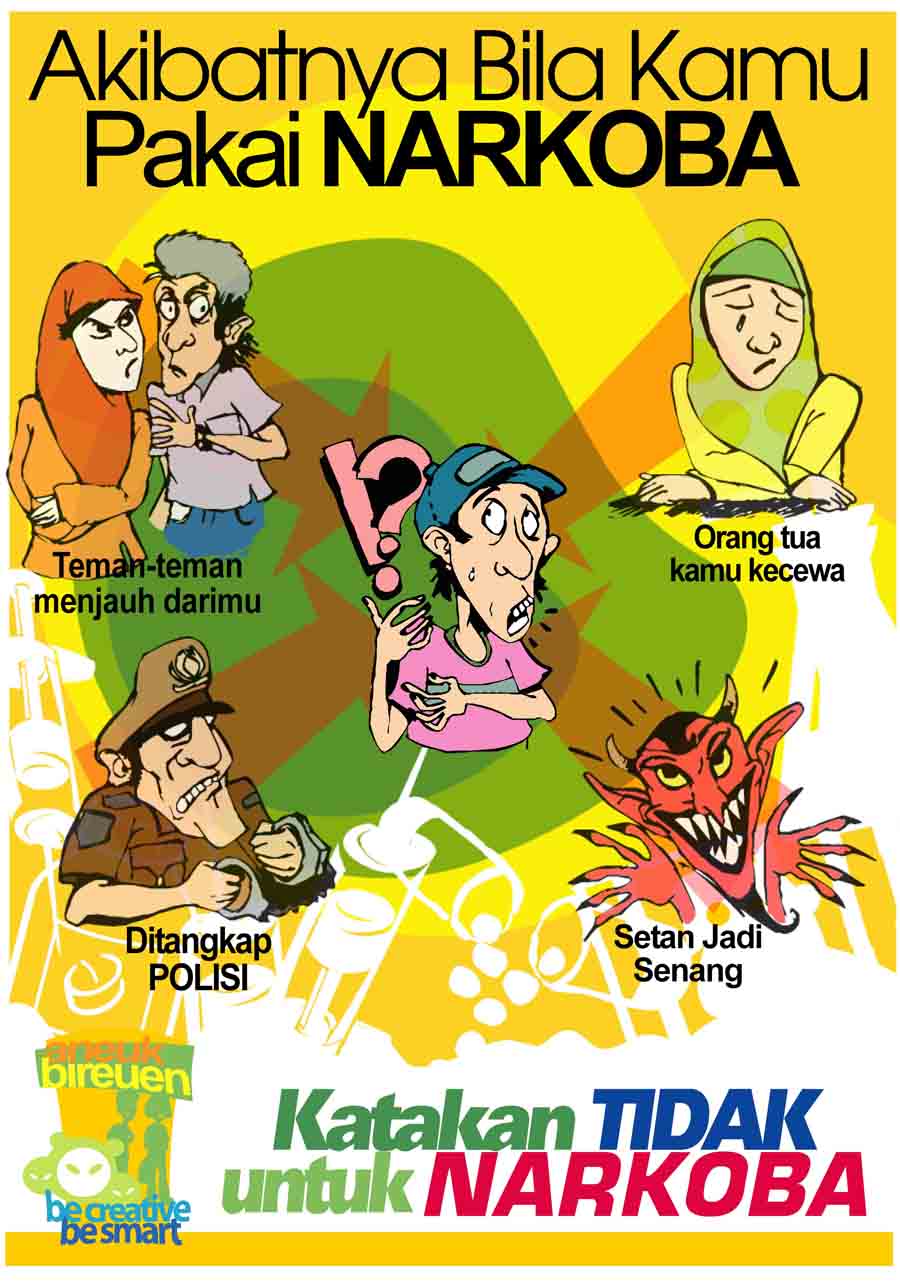 Akibatnya Bila Kamu
Pakai NARKOBA
Teman-teman
menjauh darimu
Orang tua
kamu kecewa
!?
Ditangkap
POLISI
Setan Jadi
Senang
aneuk
bireuen
be creative
be smart
Katakan TIDAK
untuk NARKOBA